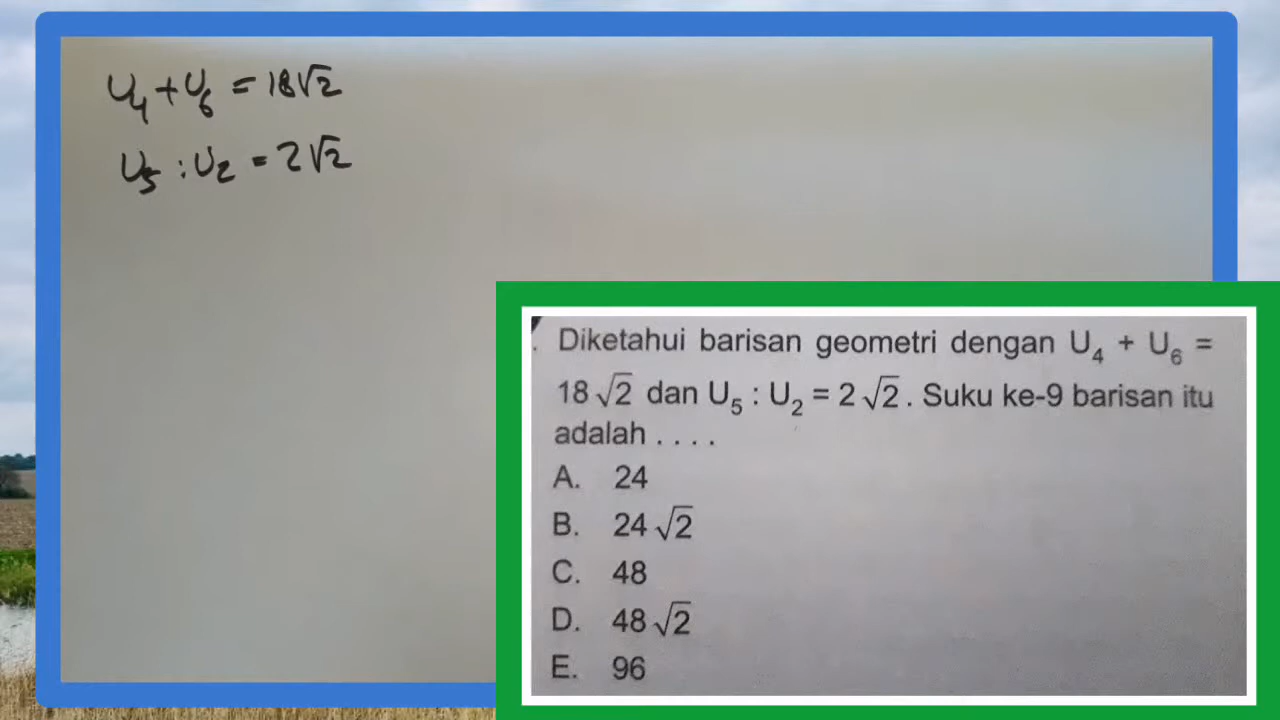 U₄ + U₆ = 18√2
U₅ : U₂ = 2√2
Diketahui barisan geometri dengan U₄ + U₆ =
18√2 dan U₅ : U₂ = 2√2. Suku ke-9 barisan itu
adalah . . . .
A. 24
B. 24√2
C. 48
D. 48√2
E. 96